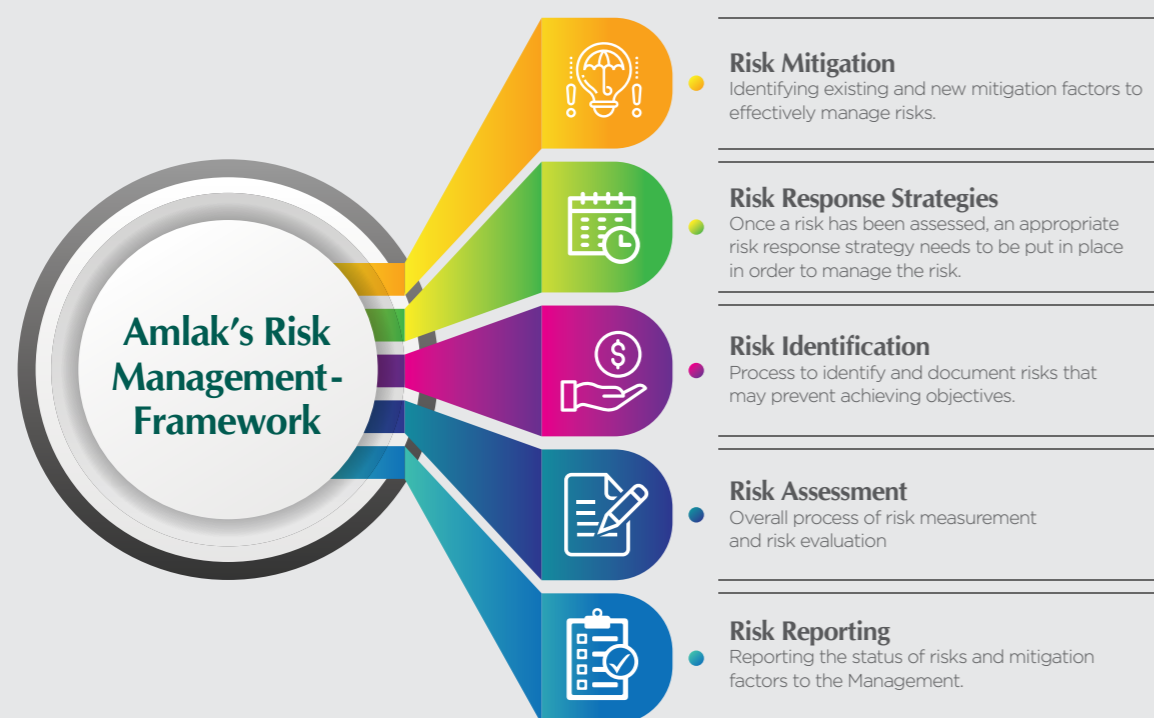 Amlak's Risk
Management-
Framework
Risk Mitigation
Identifying existing and new mitigation factors to
effectively manage risks.
Risk Response Strategies
Once a risk has been assessed, an appropriate
risk response strategy needs to be put in place
in order to manage the risk.
Risk Identification
Process to identify and document risks that
may prevent achieving objectives.
Risk Assessment
Overall process of risk measurement
and risk evaluation
Risk Reporting
Reporting the status of risks and mitigation
factors to the Management.